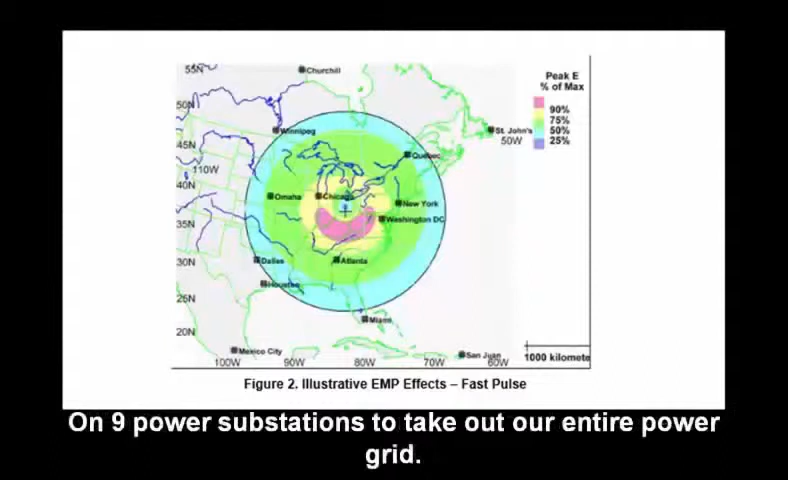 55N
Churchill
Peak E
% of Max
50N
90%
75%
50%
25%
Winnipeg
St. John's
50W
45N
Quebec
110W
40N
Omaha
Chicago
New York
35N
Washington DC
30N
Dallas
Atlanta
Houston
25N
Miami
20N
Mexico City
San Juan
1000 kilomete
100W
90W
80W
70W
60W
Figure 2. Illustrative EMP Effects – Fast Pulse
On 9 power substations to take out our entire power
grid.